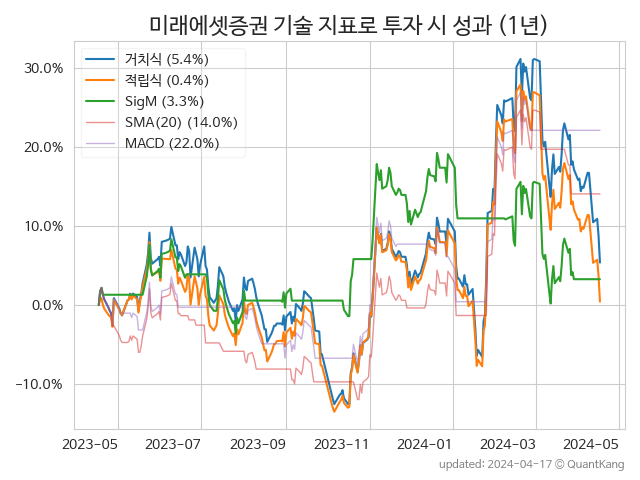 미래에셋증권 기술 지표로 투자 시 성과 (1년)
거치식 (5.4%)
적립식 (0.4%)
SigM (3.3%)
SMA(20) (14.0%)
MACD (22.0%)
30.0%
20.0%
10.0%
0.0%
−10.0%
2023-05 2023-07 2023-09 2023-11 2024-01 2024-03 2024-05
updated: 2024-04-17 © QuantKang